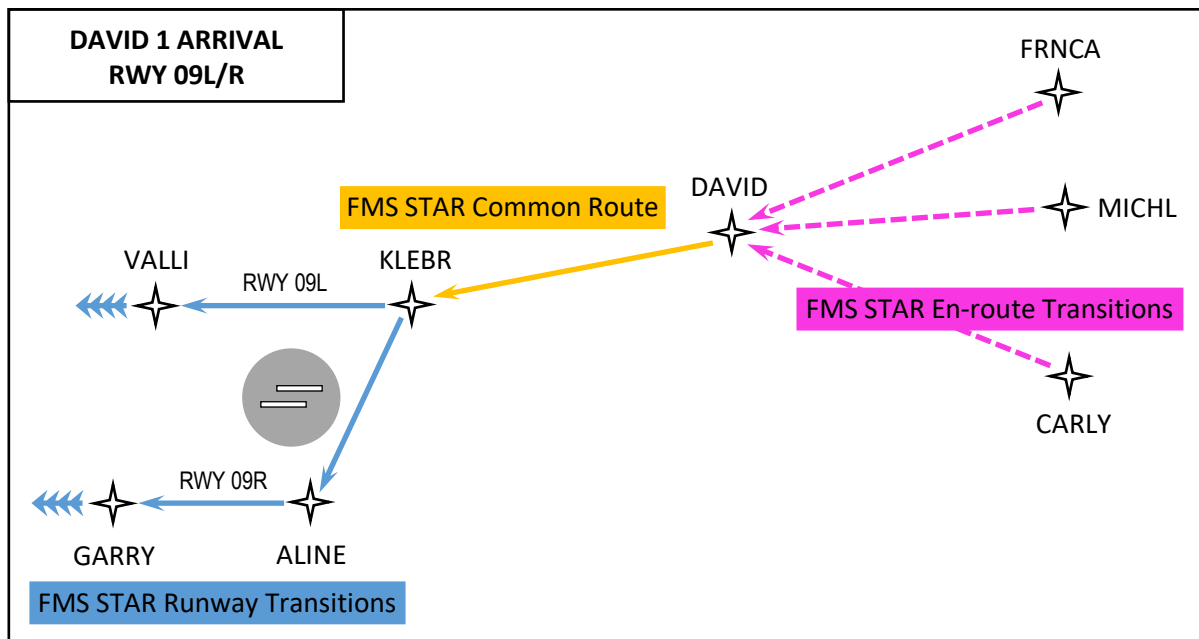 DAVID 1 ARRIVAL
RWY 09L/R
FRNCA
DAVID
MICHL
FMS STAR Common Route
VALLI
KLEBR
RWY 09L
FMS STAR En-route Transitions
CARLY
RWY 09R
GARRY
ALINE
FMS STAR Runway Transitions